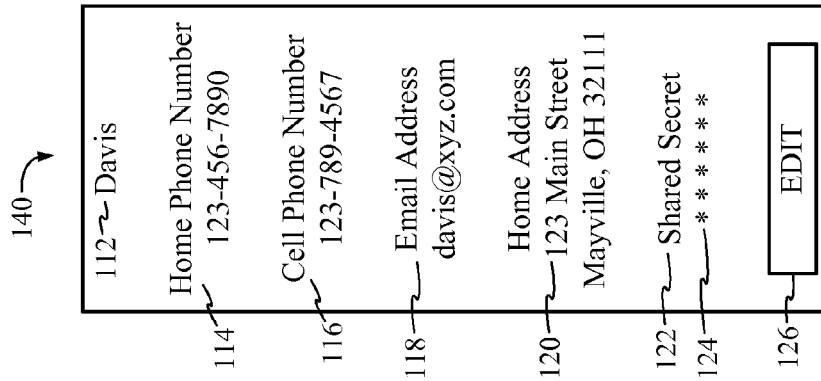 140
112 Davis
Home Phone Number
123-456-7890
114
Cell Phone Number
123-789-4567
116
Email Address
davis@xyz.com
118
Home Address
123 Main Street
Mayville, OH 32111
120
122 Shared Secret
124 ******
EDIT
126